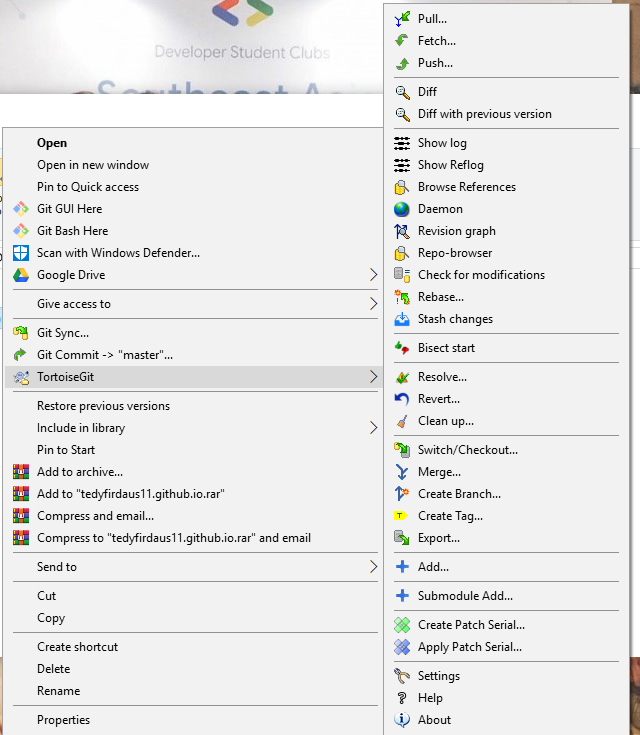 Developer Student Clubs
Southeast As
Open
Open in new window
Pin to Quick access
Git GUI Here
Git Bash Here
Scan with Windows Defender...
Google Drive
Give access to
Git Sync...
Git Commit -> "master"...
TortoiseGit
Restore previous versions
Include in library
Pin to Start
Add to archive...
Add to "tedyfirdaus11.github.io.rar"
Compress and email...
Compress to "tedyfirdaus11.github.io.rar" and email
Send to
Cut
Copy
Create shortcut
Delete
Rename
Properties
Pull...
Fetch...
Push...
Diff
Diff with previous version
Show log
Show Reflog
Browse References
Daemon
Revision graph
Repo-browser
Check for modifications
Rebase...
Stash changes
Bisect start
Resolve...
Revert...
Clean up...
Switch/Checkout...
Merge...
Create Branch...
Create Tag...
Export...
Add...
Submodule Add...
Create Patch Serial...
Apply Patch Serial...
Settings
Help
About